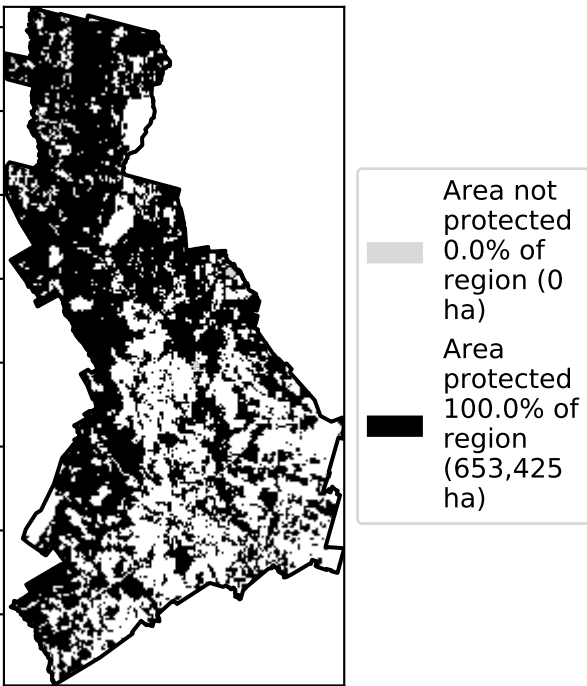 Area not
protected
0.0% of
region (0
ha)
Area
protected
100.0% of
region
(653,425
ha)